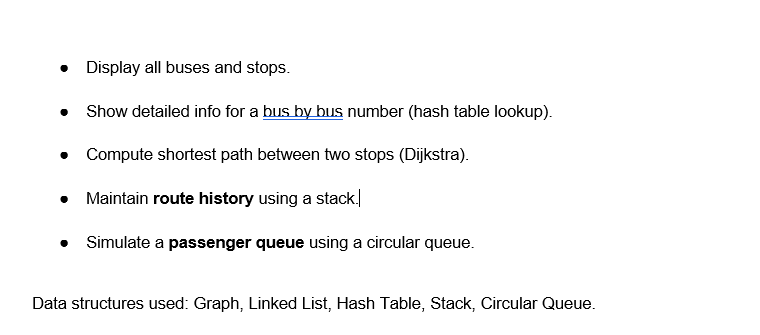 ● Display all buses and stops.
● Show detailed info for a bus by bus number (hash table lookup).
● Compute shortest path between two stops (Dijkstra).
● Maintain route history using a stack.
● Simulate a passenger queue using a circular queue.
Data structures used: Graph, Linked List, Hash Table, Stack, Circular Queue.